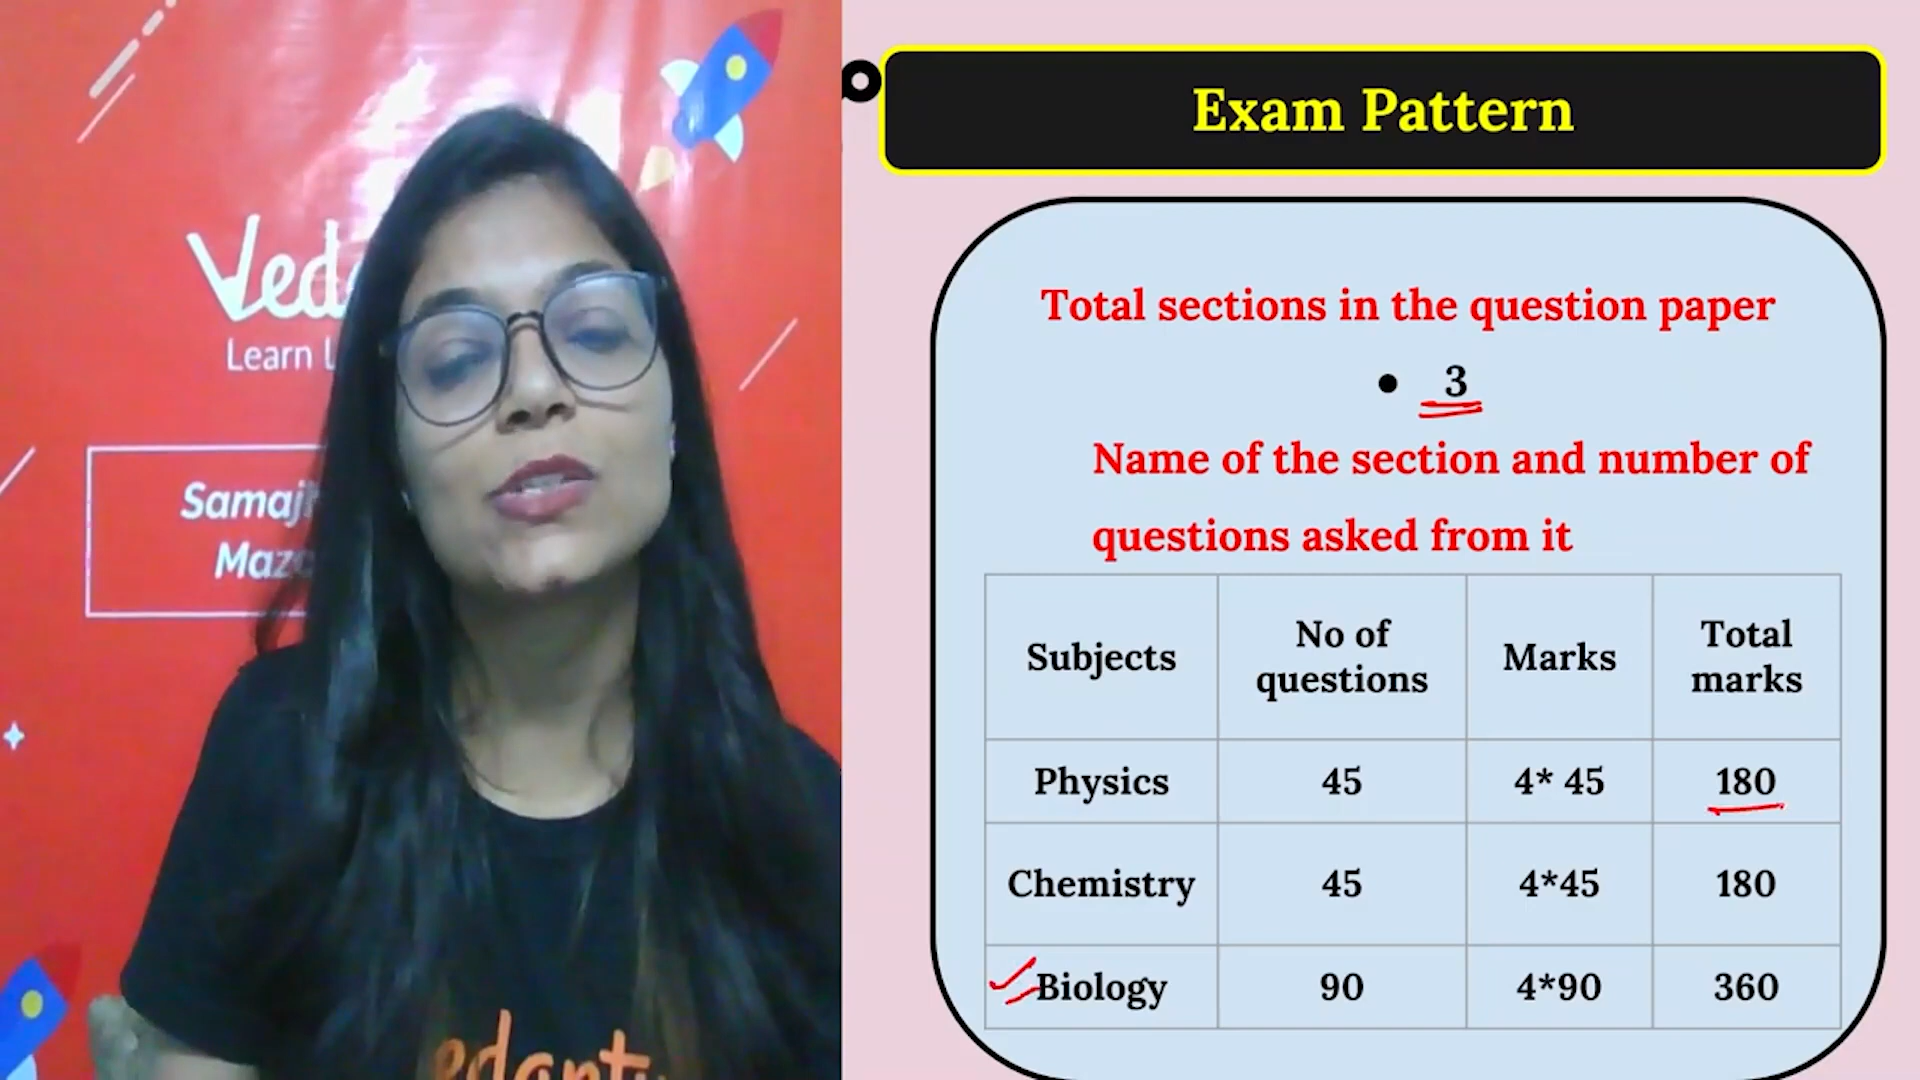 Exam Pattern
Total sections in the question paper
• 3
Name of the section and number of
questions asked from it
Subjects No of questions Marks Total marks
Physics 45 4* 45 180
Chemistry 45 4*45 180
Biology 90 4*90 360
Learn